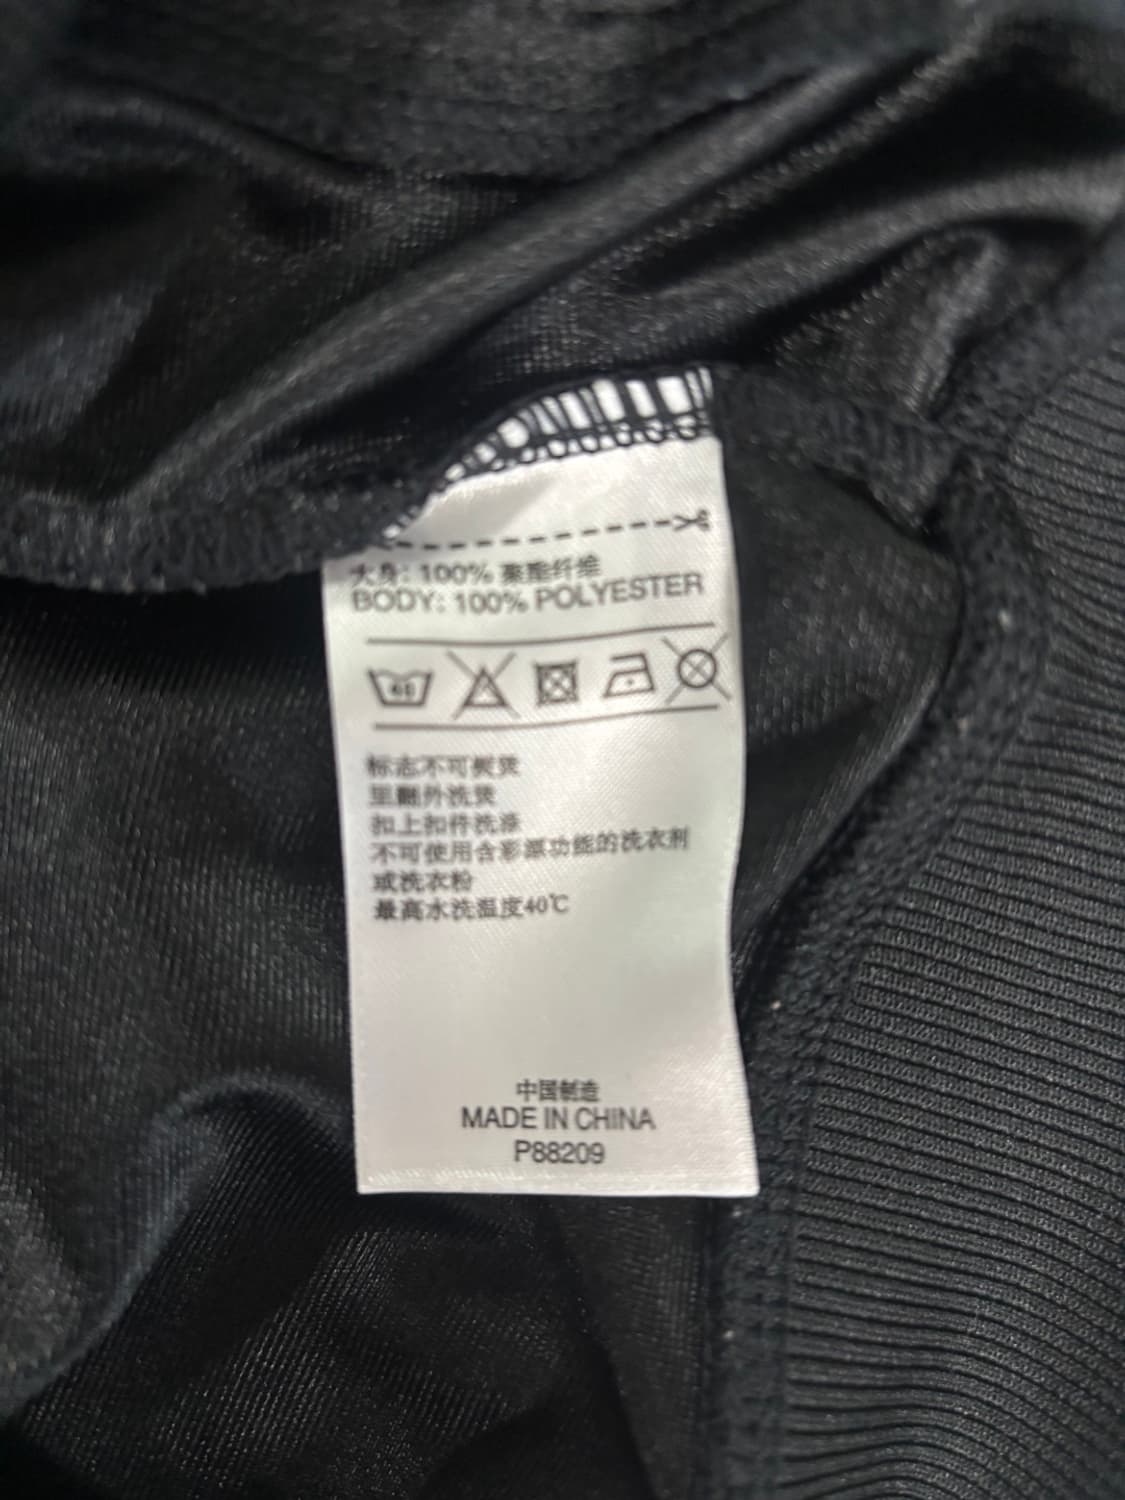 大身: 100% 聚酯纤维
BODY: 100% POLYESTER
40
标志不可熨烫
里翻外洗烫
扣上扣件洗涤
不可使用含彩漂功能的洗衣剂
或洗衣粉
最高水洗温度40℃
中国制造
MADE IN CHINA
P88209